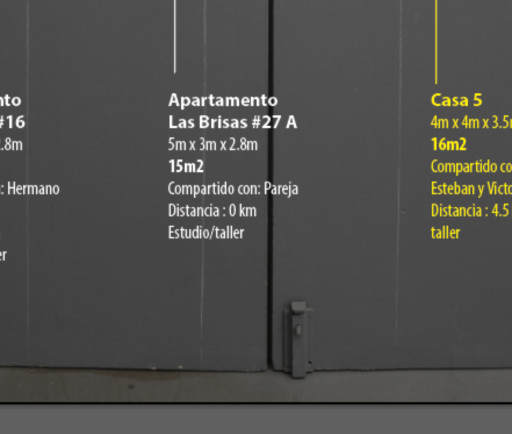 nto
#16
.8m
: Hermano
er
Apartamento
Las Brisas #27 A
5m x 3m x 2.8m
15m2
Compartido con: Pareja
Distancia : 0 km
Estudio/taller
Casa 5
4m x 4m x 3.5m
16m2
Compartido co
Esteban y Victo
Distancia : 4.5
taller